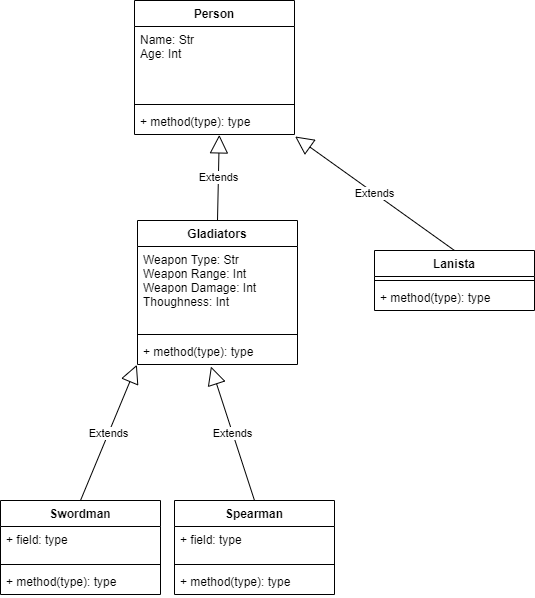 Person
Name: Str
Age: Int
+ method(type): type
Extends
Extends
Gladiators
Weapon Type: Str
Weapon Range: Int
Weapon Damage: Int
Thoughness: Int
+ method(type): type
Lanista
+ method(type): type
Extends
Extends
Swordman
+ field: type
+ method(type): type
Spearman
+ field: type
+ method(type): type